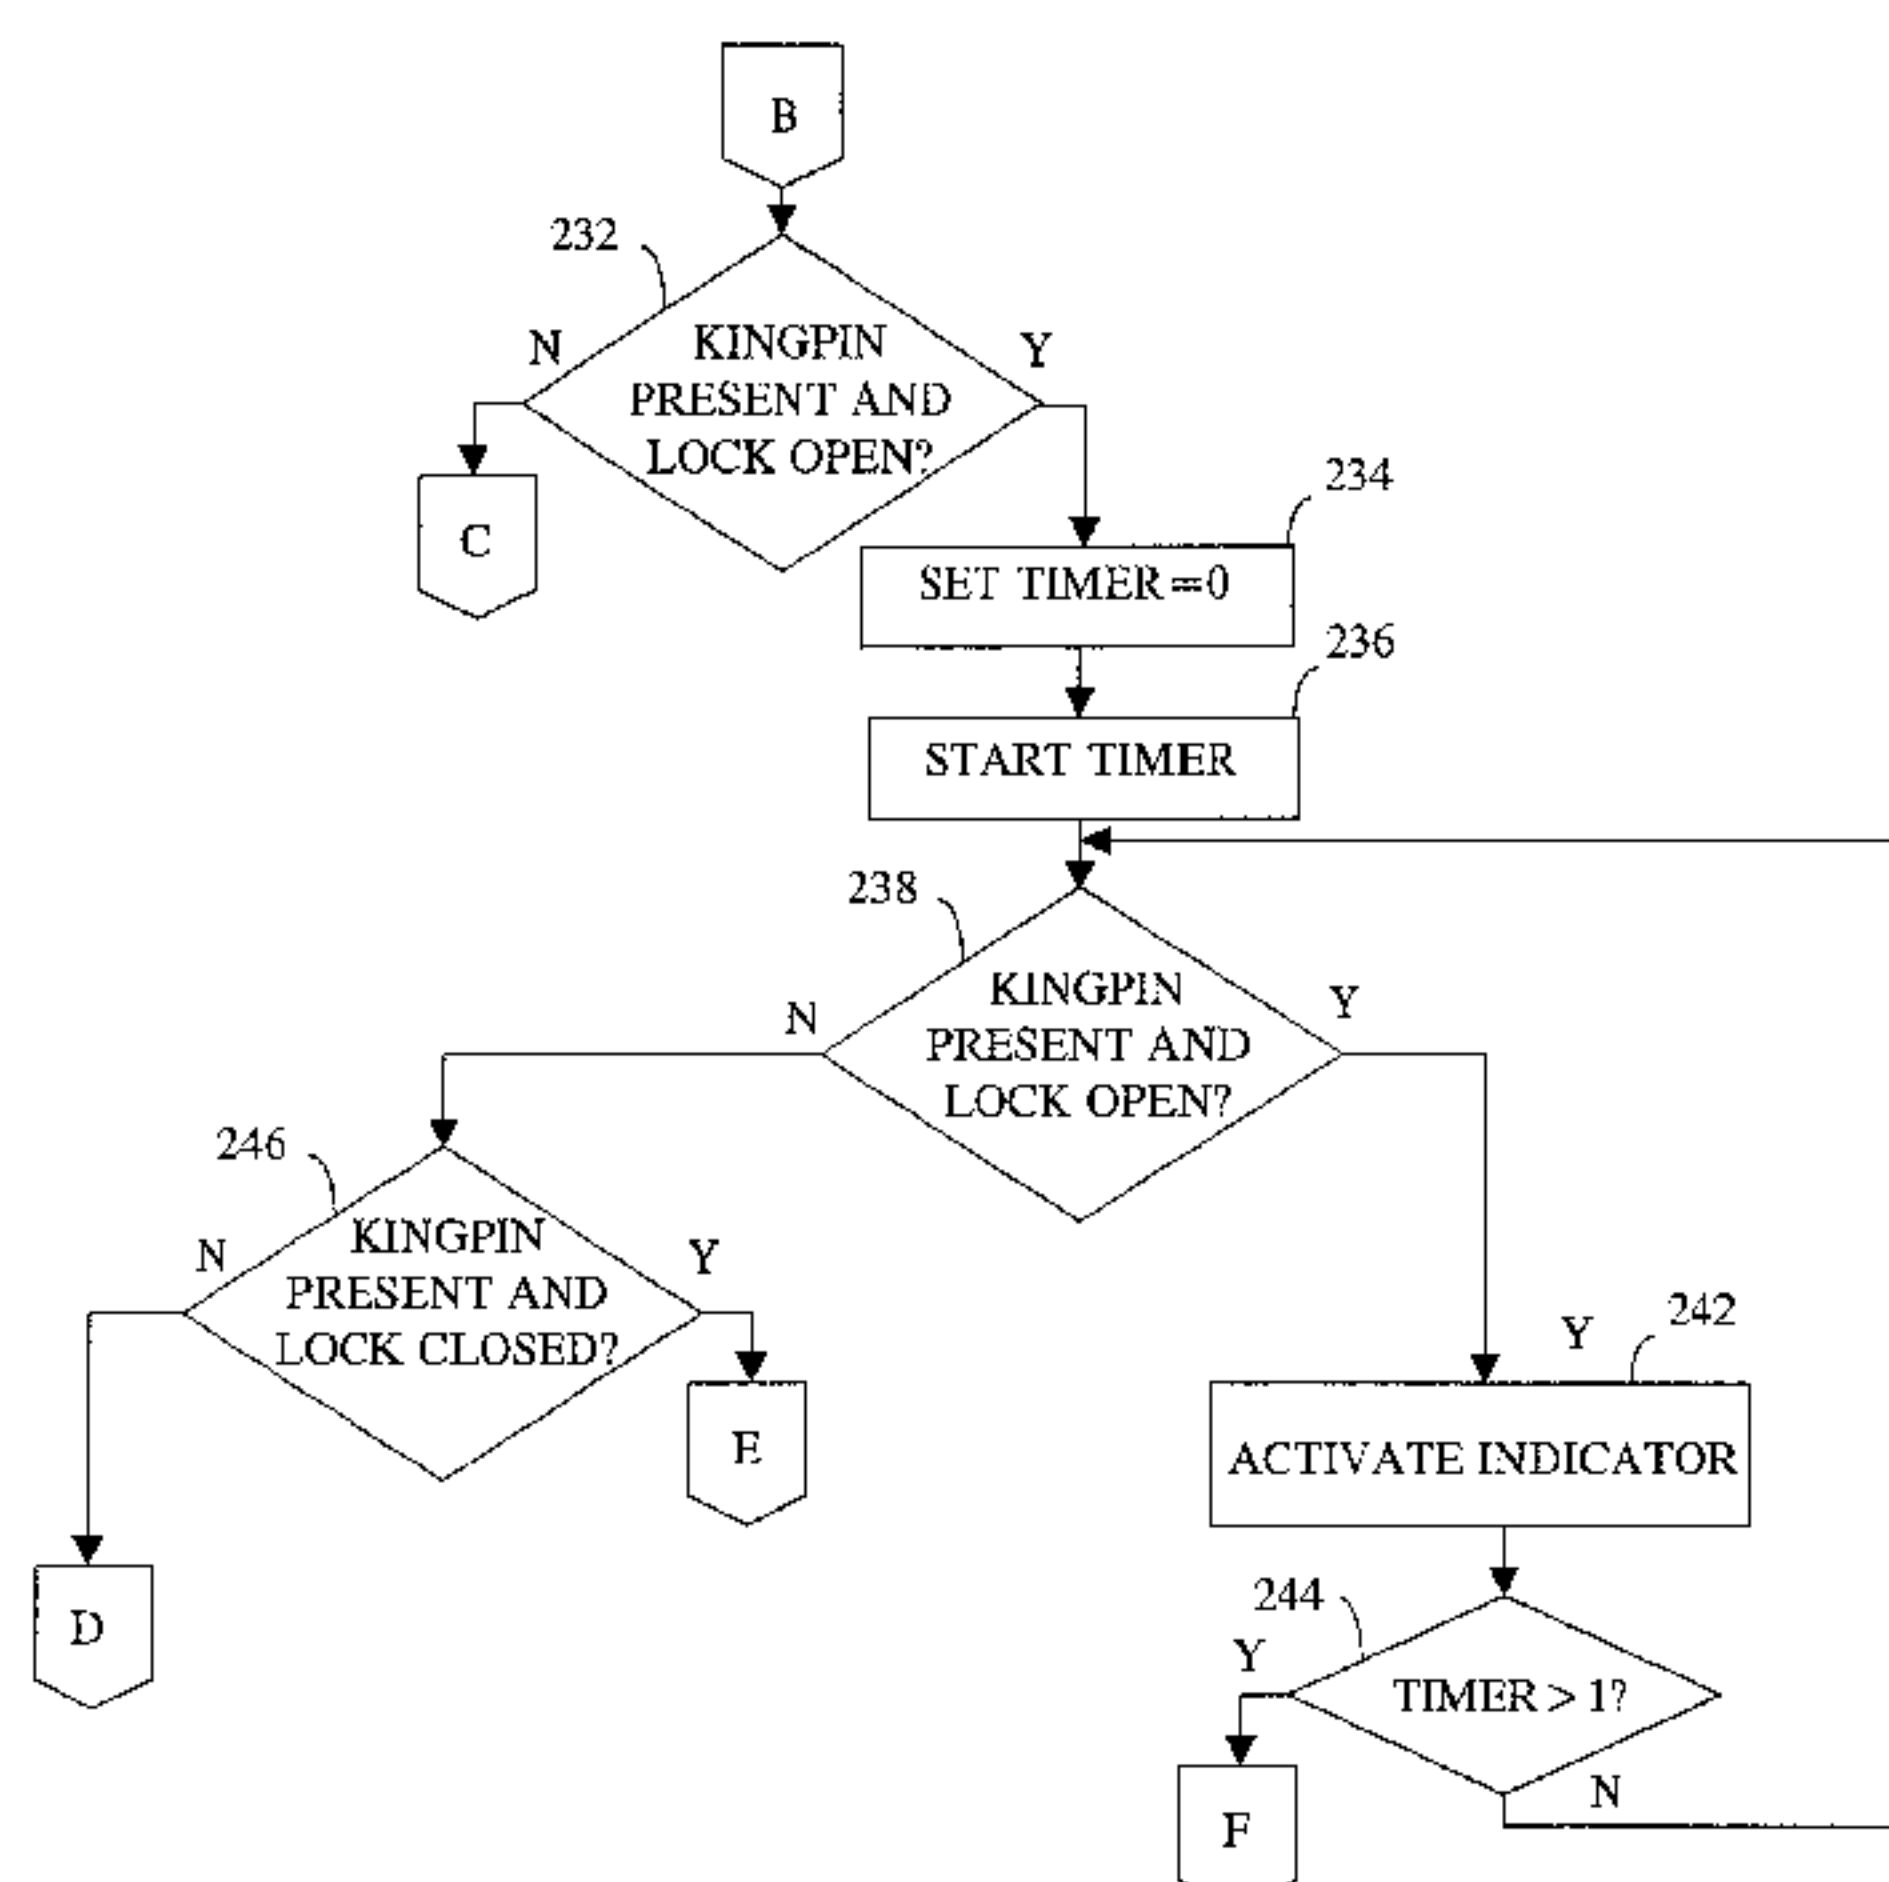 B
232
N
Y
KINGPIN
PRESENT AND
LOCK OPEN?
C
234
SET TIMER=0
236
START TIMER
238
N
Y
KINGPIN
PRESENT AND
LOCK OPEN?
246
N
Y
KINGPIN
PRESENT AND
LOCK CLOSED?
E
D
Y
242
ACTIVATE INDICATOR
244
Y
TIMER > 1?
N
F